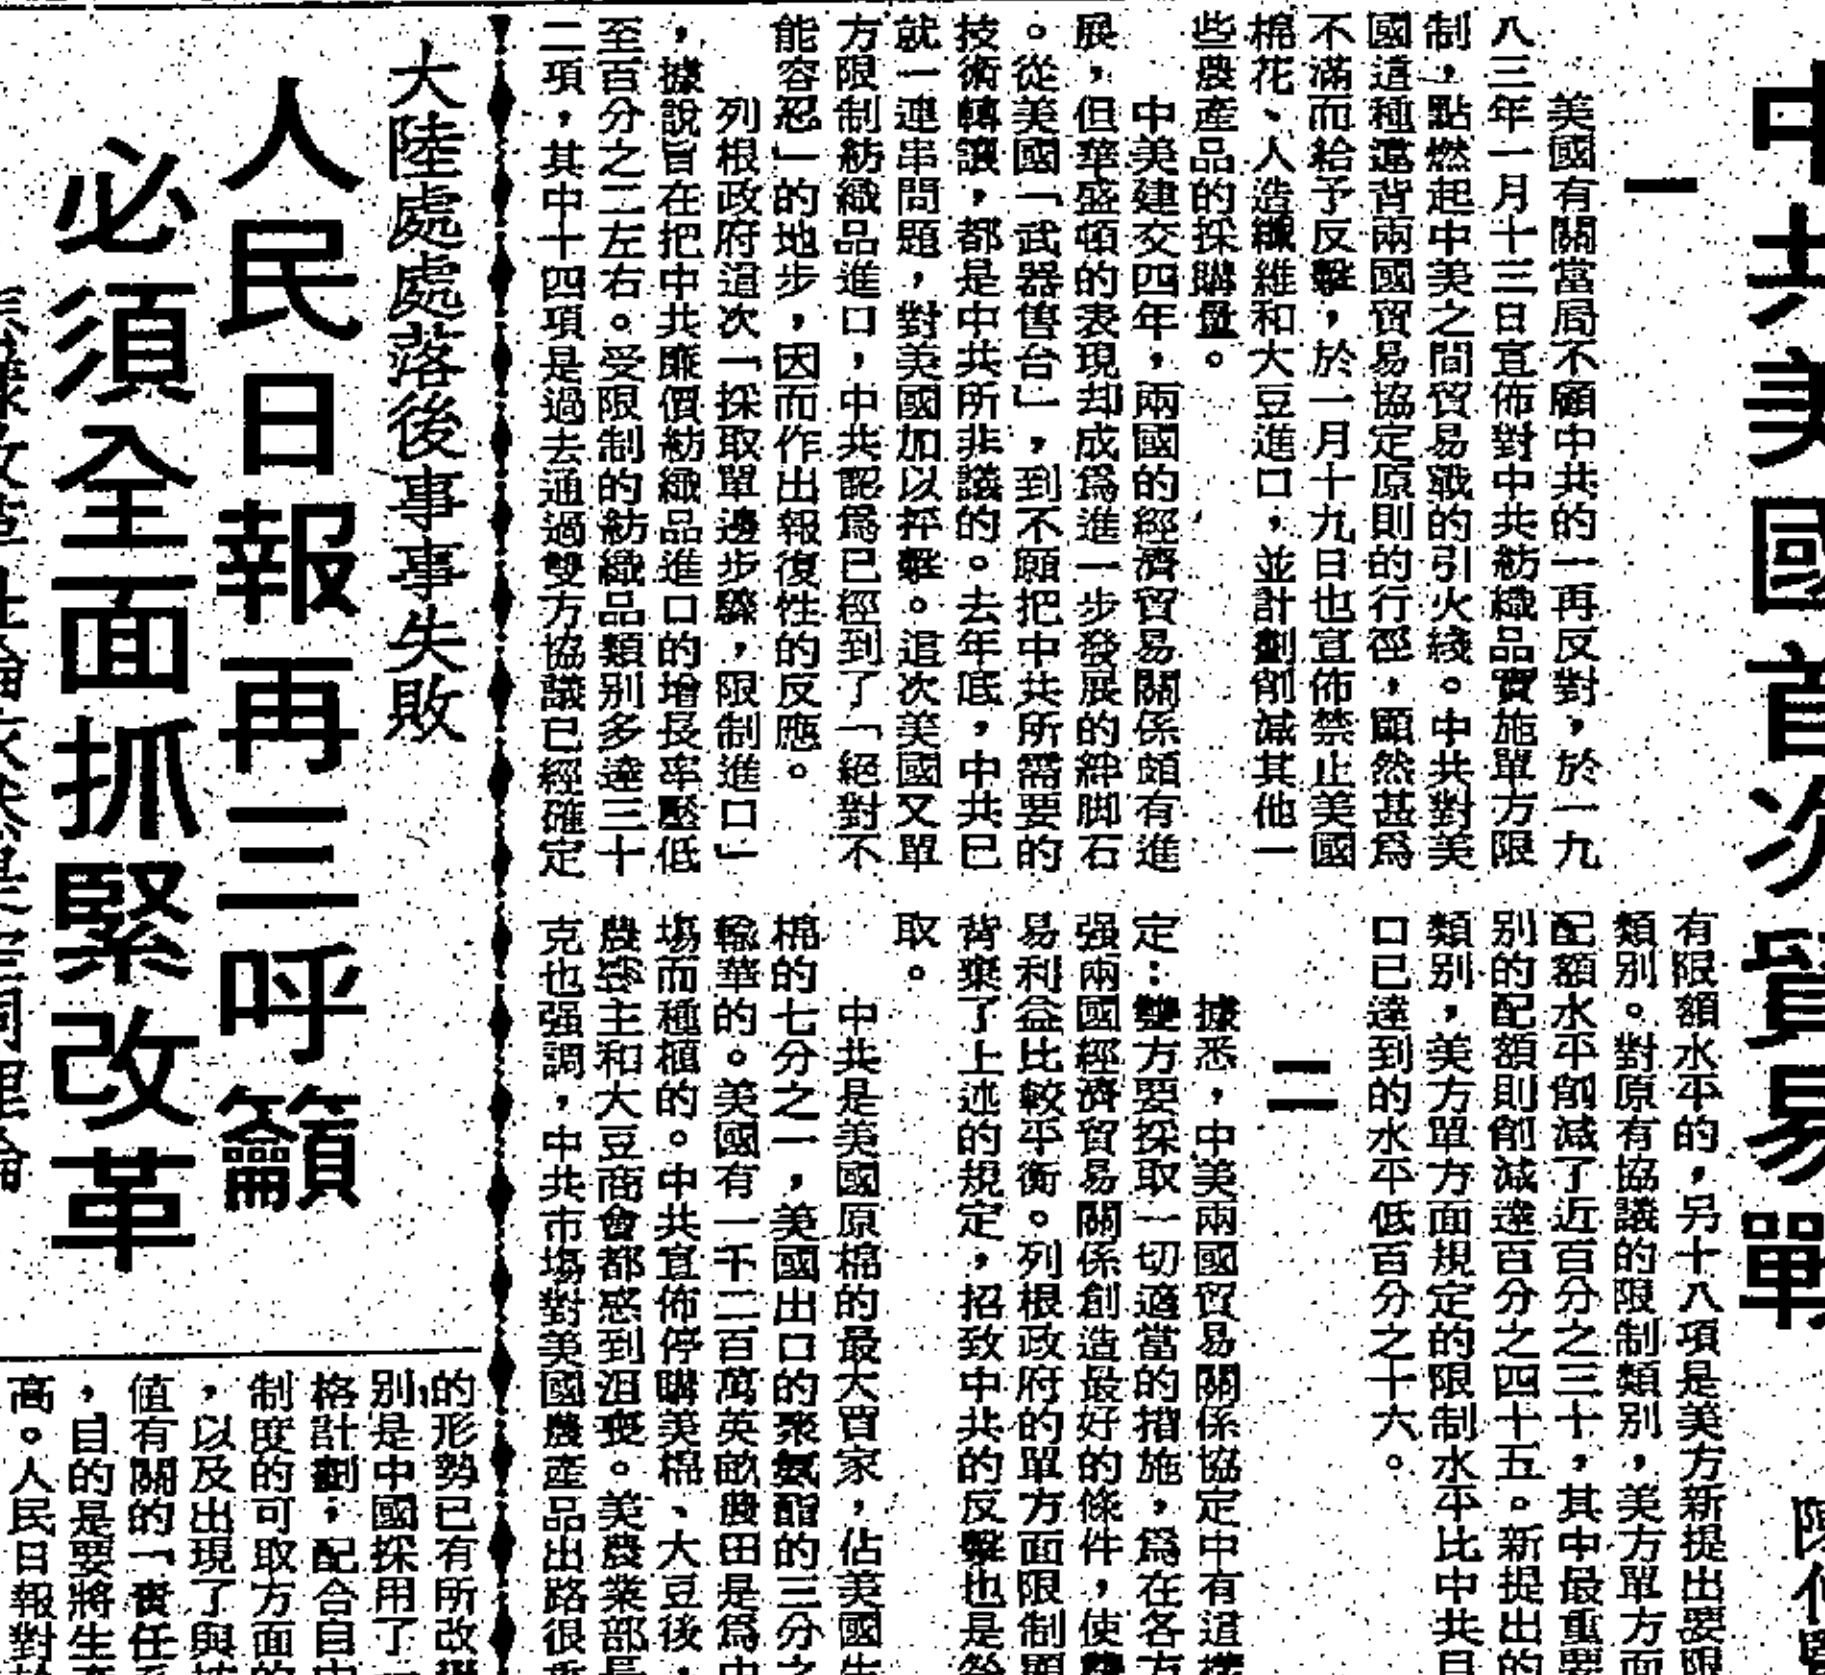 中共美國首次貿易戰
一
美國有關當局不顧中共的一再反對，於一九
八三年一月十三日宣佈對中共紡織品實施單方限
制，點燃起中美之間貿易戰的引火綫。中共對美
國這種違背兩國貿易協定原則的行徑，顯然甚爲
不滿而給予反擊，於一月十九日也宣佈禁止美國
棉花、人造纖維和大豆進口，並計劃削減其他一
些農產品的採購量。
中美建交四年，兩國的經濟貿易關係頗有進
展，但華盛頓的表現却成爲進一步發展的絆脚石
。從美國「武器售台」，到不願把中共所需要的
技術轉讓，都是中共所非議的。去年底，中共已
就一連串問題，對美國加以抨擊。這次美國又單
方限制紡織品進口，中共認爲已經到了「絕對不
能容忍」的地步，因而作出報復性的反應。
列根政府這次「採取單邊步驟，限制進口」
，據說旨在把中共廉價紡織品進口的增長率壓低
至百分之二左右。受限制的紡織品類别多達三十
二項，其中十四項是過去通過雙方協議已經確定
有限額水平的，另十八項是美方新提出要限
類别。對原有協議的限制類别，美方單方面
配額水平削減了近百分之三十，其中最重要
别的配額則削減達百分之四十五。新提出的
類别，美方單方面規定的限制水平比中共目
口已達到的水平低百分之十六。
二
據悉，中美兩國貿易關係協定中有這樣
定：雙方要採取一切適當的措施，爲在各方
强兩國經濟貿易關係創造最好的條件，使
易利益比較平衡。列根政府的單方面限制顯
背棄了上述的規定，招致中共的反擊也是咎
取。
中共是美國原棉的最大買家，佔美國生
棉的七分之一，美國出口的聚氨酯的三分之
輸華的。美國有一千二百萬英畝農田是爲中
場而種植的。中共宣佈停購美棉、大豆後，
農莠主和大豆商會都感到沮喪。美農業部長
克也强調，中共市場對美國農產品出路很重
大陸處處落後事事失敗
人民日報再三呼籲
必須全面抓緊改革
的形勢已有所改
别是中國採用了
格計劃；配合自
制度的可取方面的
，以及出現了與
值有關的「責任
，目的是要將生產
高。人民日報對